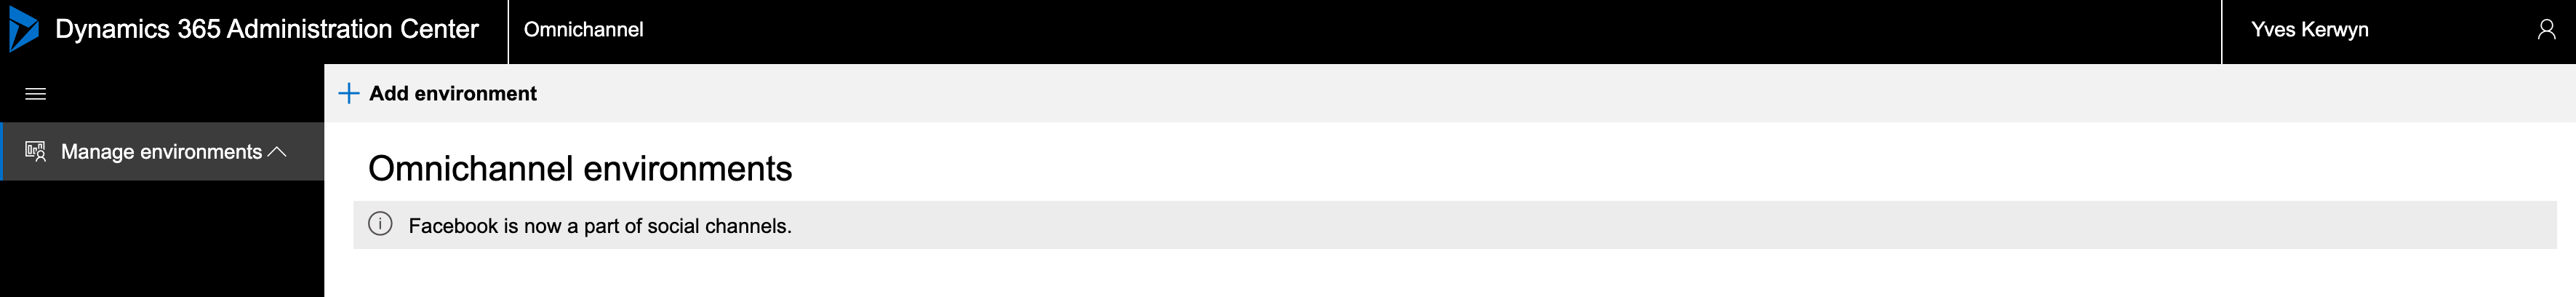 Dynamics 365 Administration Center
Omnichannel
Yves Kerwyn
Add environment
Manage environments
Omnichannel environments
Facebook is now a part of social channels.